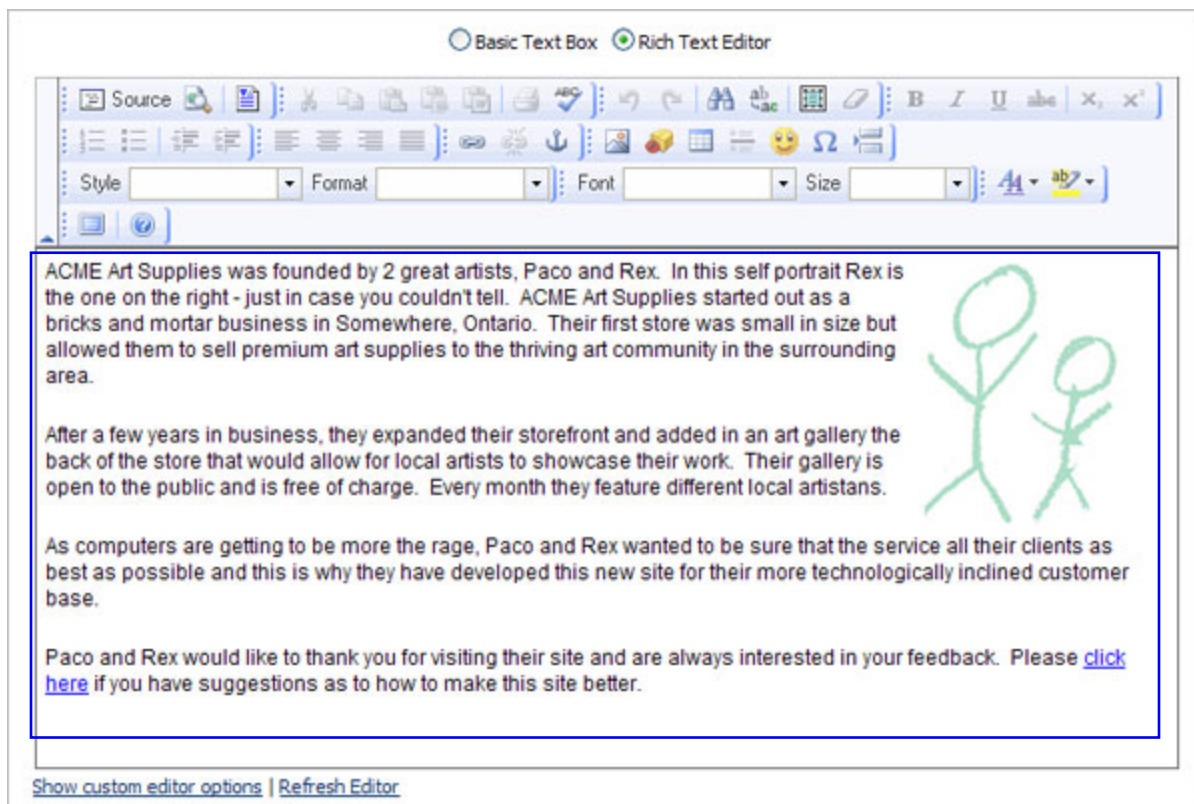 Basic Text Box Rich Text Editor
Source ABC ab ac B I U abc X₂ X²
Ω
Style Format Font Size A ab
?
ACME Art Supplies was founded by 2 great artists, Paco and Rex. In this self portrait Rex is
the one on the right - just in case you couldn't tell. ACME Art Supplies started out as a
bricks and mortar business in Somewhere, Ontario. Their first store was small in size but
allowed them to sell premium art supplies to the thriving art community in the surrounding
area.
After a few years in business, they expanded their storefront and added in an art gallery the
back of the store that would allow for local artists to showcase their work. Their gallery is
open to the public and is free of charge. Every month they feature different local artistans.
As computers are getting to be more the rage, Paco and Rex wanted to be sure that the service all their clients as
best as possible and this is why they have developed this new site for their more technologically inclined customer
base.
Paco and Rex would like to thank you for visiting their site and are always interested in your feedback. Please click
here if you have suggestions as to how to make this site better.
Show custom editor options | Refresh Editor